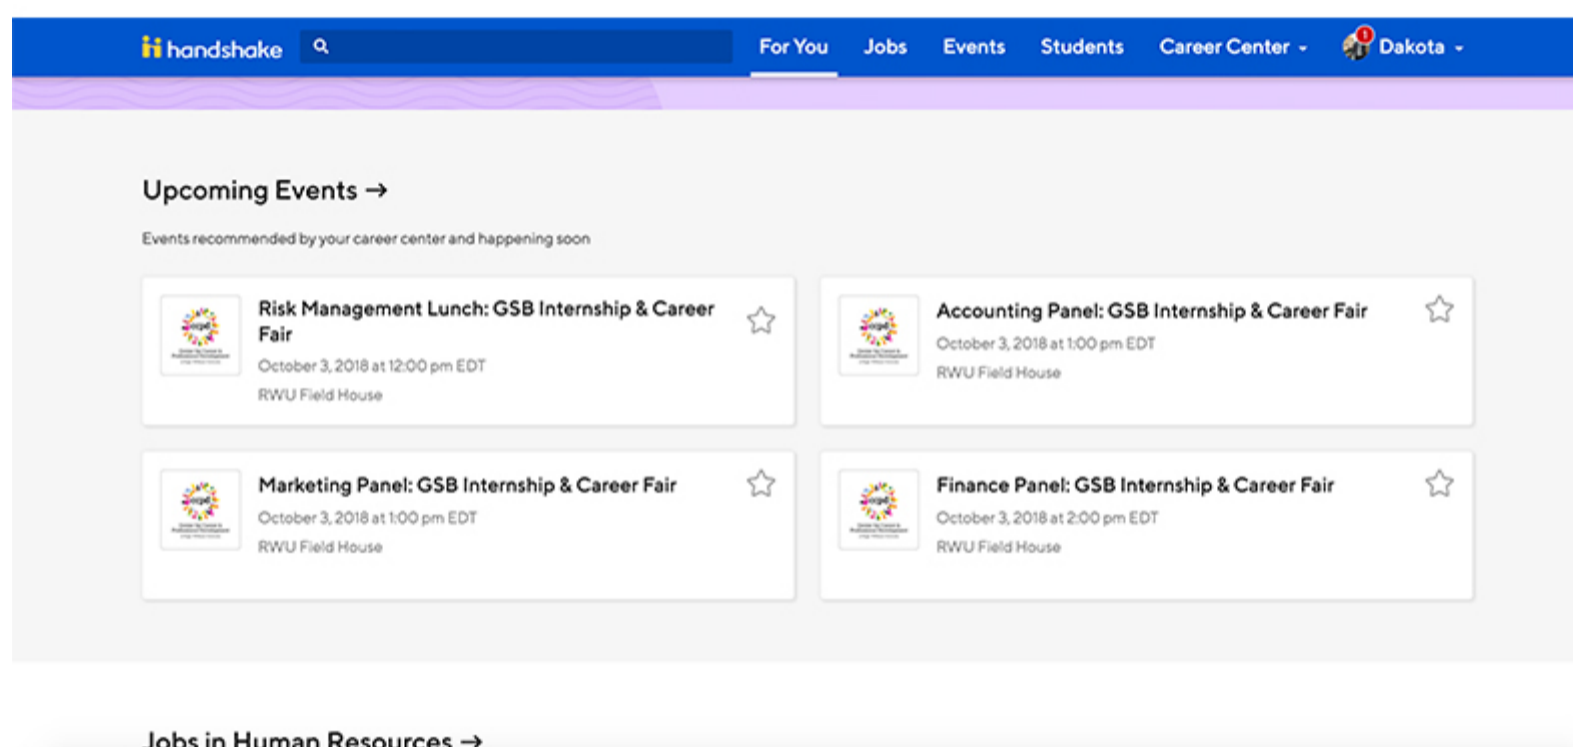 handshake
For You Jobs Events Students Career Center 1 Dakota
Upcoming Events →
Events recommended by your career center and happening soon
Risk Management Lunch: GSB Internship & Career
Fair
October 3, 2018 at 12:00 pm EDT
RWU Field House
Accounting Panel: GSB Internship & Career Fair
October 3, 2018 at 1:00 pm EDT
RWU Field House
Marketing Panel: GSB Internship & Career Fair
October 3, 2018 at 1:00 pm EDT
RWU Field House
Finance Panel: GSB Internship & Career Fair
October 3, 2018 at 2:00 pm EDT
RWU Field House
Jobs in Human Resources →